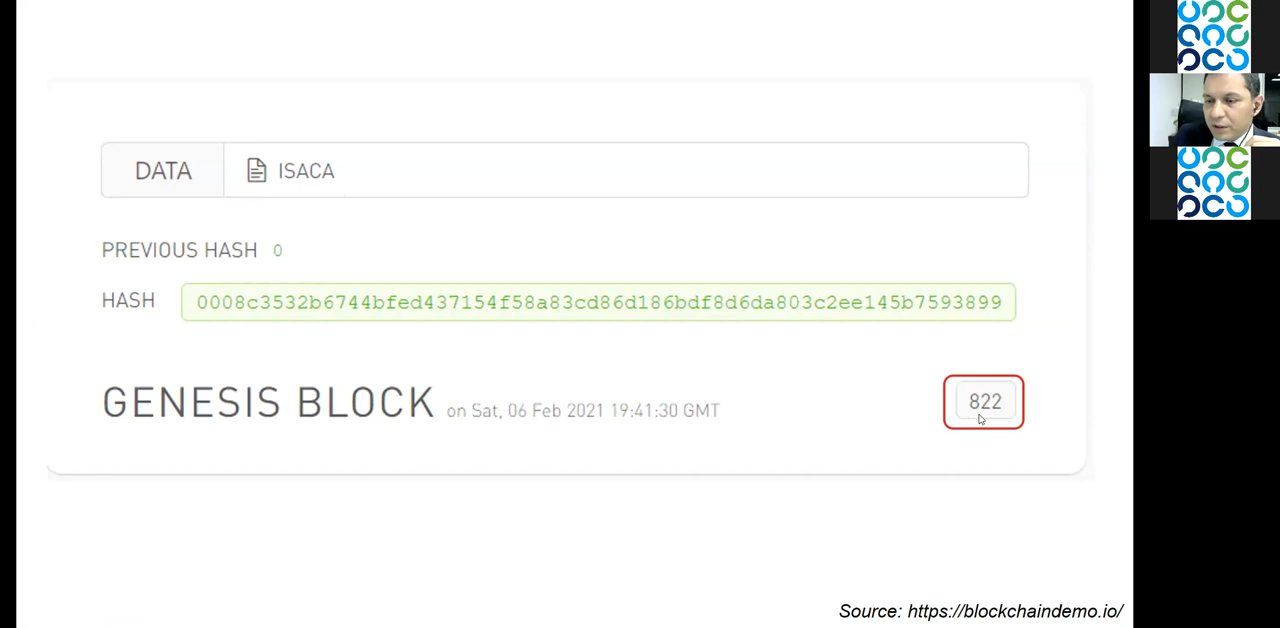 DATA ISACA
PREVIOUS HASH 0
HASH 0008c3532b6744bfed437154f58a83cd86d186bdf8d6da803c2ee145b7593899
GENESIS BLOCK on Sat, 06 Feb 2021 19:41:30 GMT 822
Source: https://blockchaindemo.io/